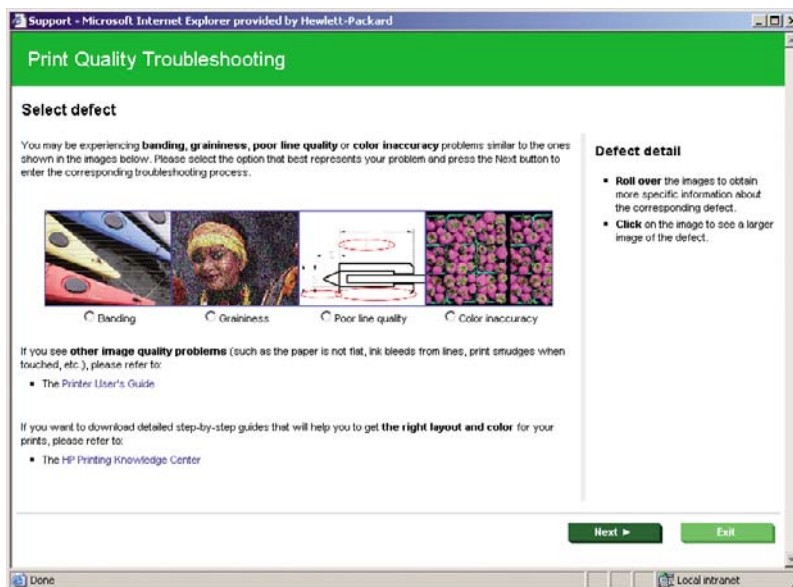 Support - Microsoft Internet Explorer provided by Hewlett-Packard
Print Quality Troubleshooting
Select defect
You may be experiencing banding, graininess, poor line quality or color inaccuracy problems similar to the ones
shown in the images below. Please select the option that best represents your problem and press the Next button to
enter the corresponding troubleshooting process.
Banding
Graininess
Poor line quality
Color inaccuracy
If you see other image quality problems (such as the paper is not flat, ink bleeds from lines, print smudges when
touched, etc.), please refer to:
▪ The Printer User's Guide
If you want to download detailed step-by-step guides that will help you to get the right layout and color for your
prints, please refer to:
▪ The HP Printing Knowledge Center
Defect detail
▪ Roll over the images to obtain
more specific information about
the corresponding defect.
▪ Click on the image to see a larger
image of the defect.
Next ►
Exit
Done
Local intranet